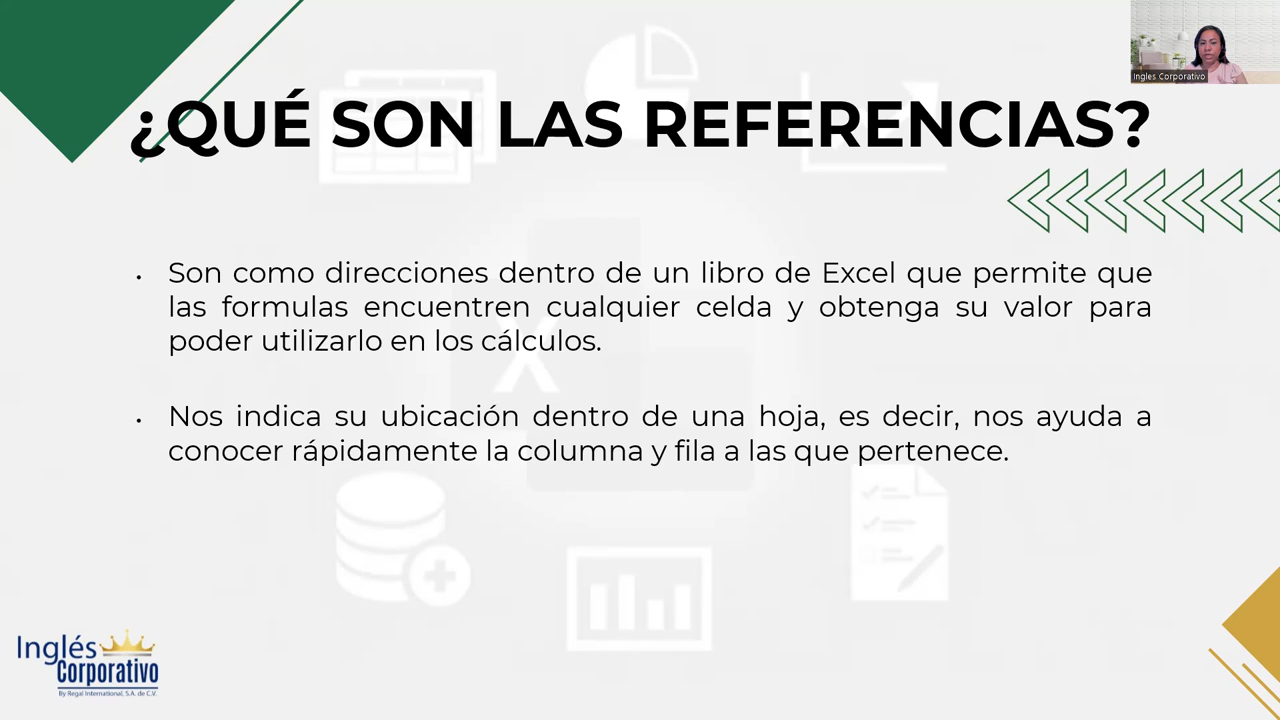 Ingles Corporativo
¿QUÉ SON LAS REFERENCIAS?
• Son como direcciones dentro de un libro de Excel que permite que
las formulas encuentren cualquier celda y obtenga su valor para
poder utilizarlo en los cálculos.
• Nos indica su ubicación dentro de una hoja, es decir, nos ayuda a
conocer rápidamente la columna y fila a las que pertenece.
X
Inglés
Corporativo
By Regal International, S.A. de C.V.